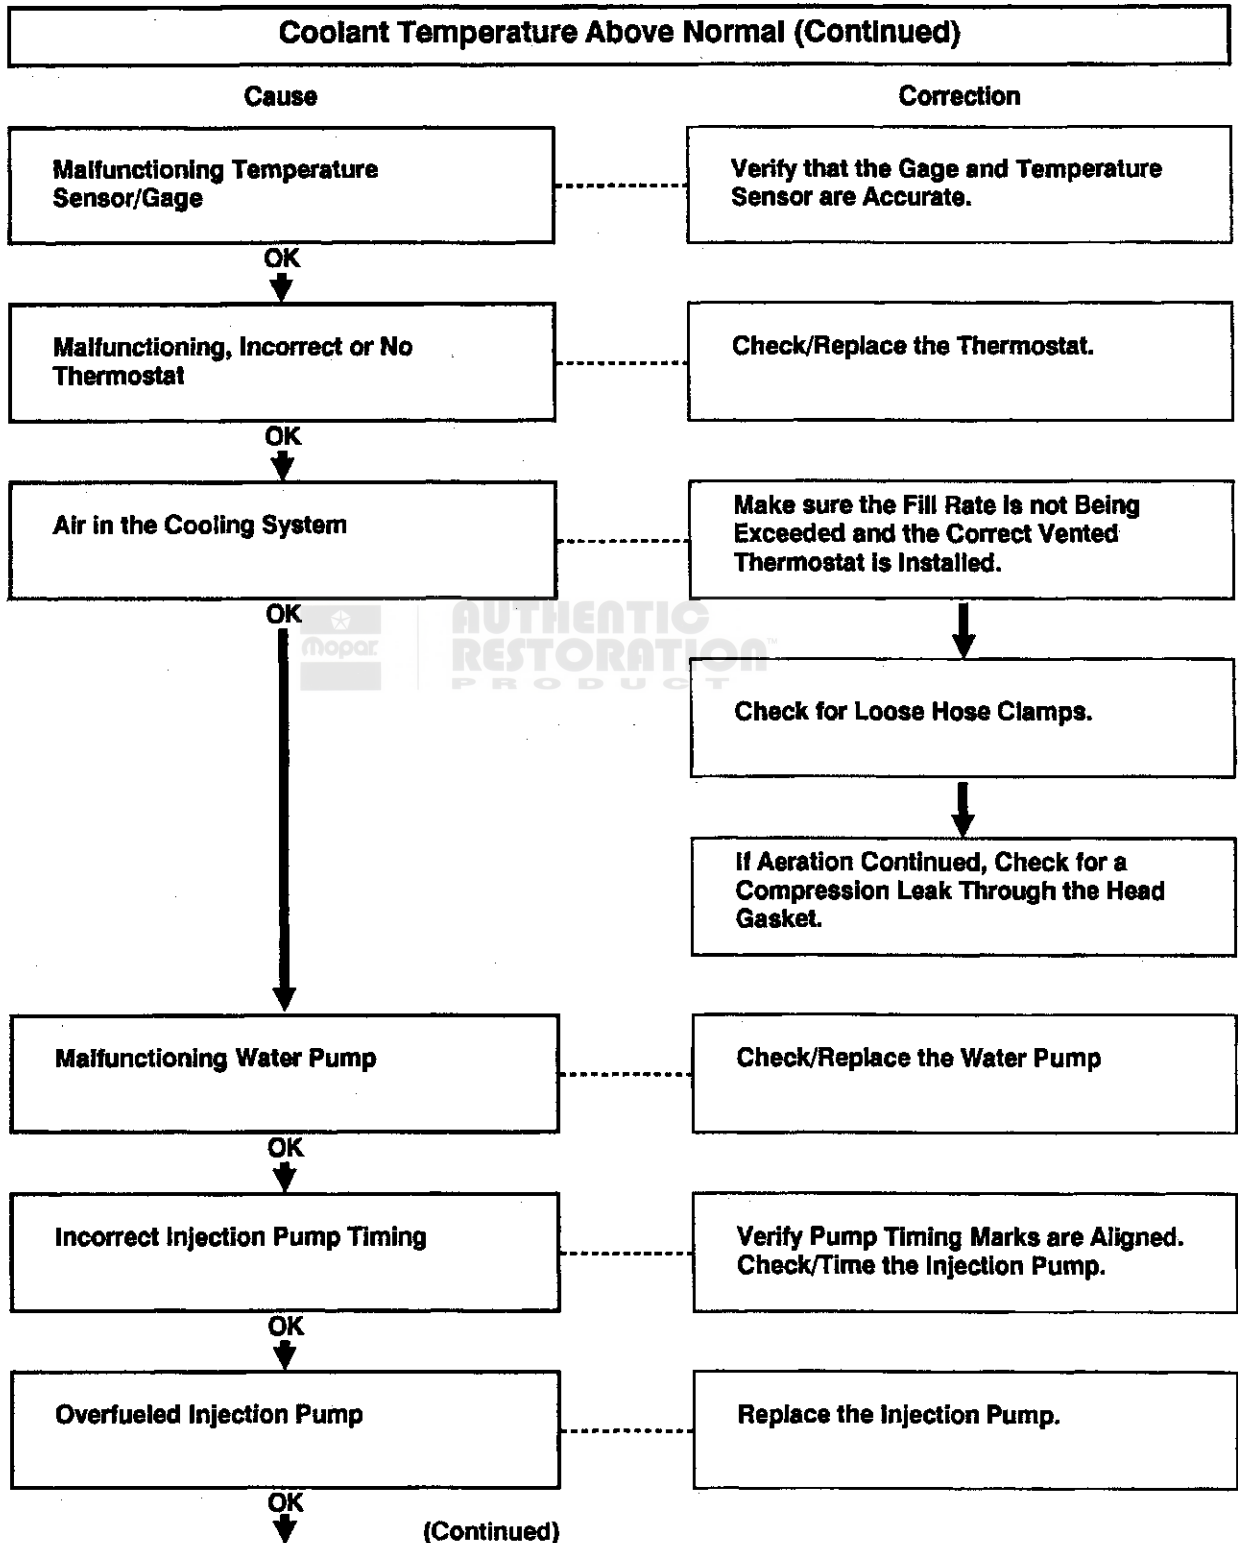 Coolant Temperature Above Normal (Continued)
Cause
Correction
Malfunctioning Temperature
Sensor/Gage
Verify that the Gage and Temperature
Sensor are Accurate.
OK
Malfunctioning, Incorrect or No
Thermostat
Check/Replace the Thermostat.
OK
Air in the Cooling System
Make sure the Fill Rate is not Being
Exceeded and the Correct Vented
Thermostat is Installed.
OK
Mopar
AUTHENTIC
RESTORATION™
PRODUCT
Check for Loose Hose Clamps.
If Aeration Continued, Check for a
Compression Leak Through the Head
Gasket.
Malfunctioning Water Pump
Check/Replace the Water Pump
OK
Incorrect Injection Pump Timing
Verify Pump Timing Marks are Aligned.
Check/Time the Injection Pump.
OK
Overfueled Injection Pump
Replace the Injection Pump.
OK
(Continued)